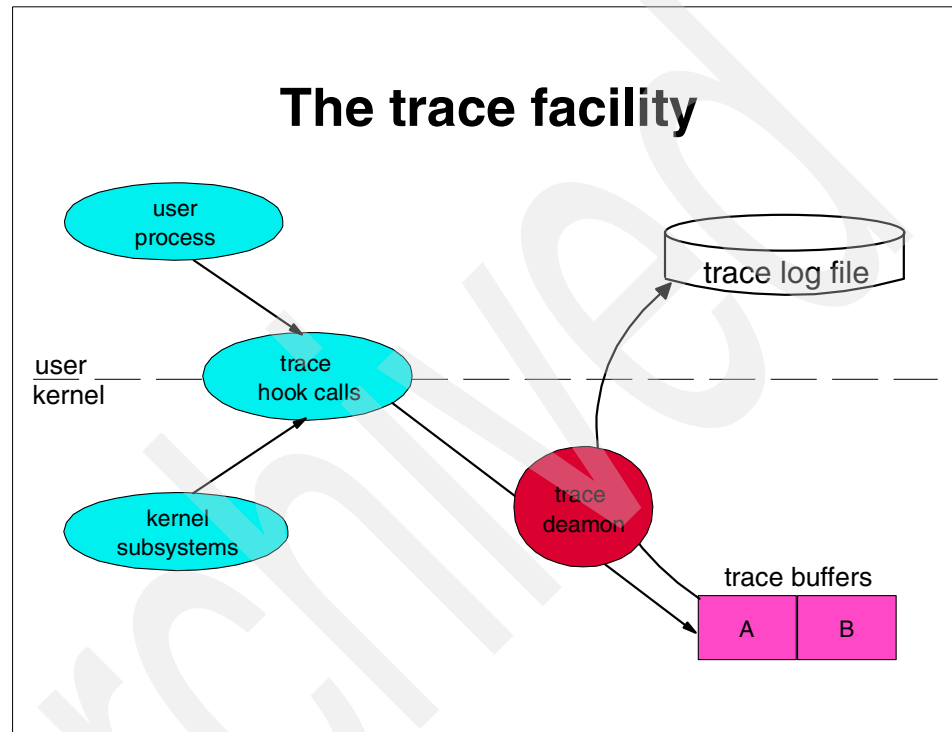 The trace facility
user
process
trace log file
trace
hook calls
user
kernel
trace
deamon
kernel
subsystems
trace buffers
A B